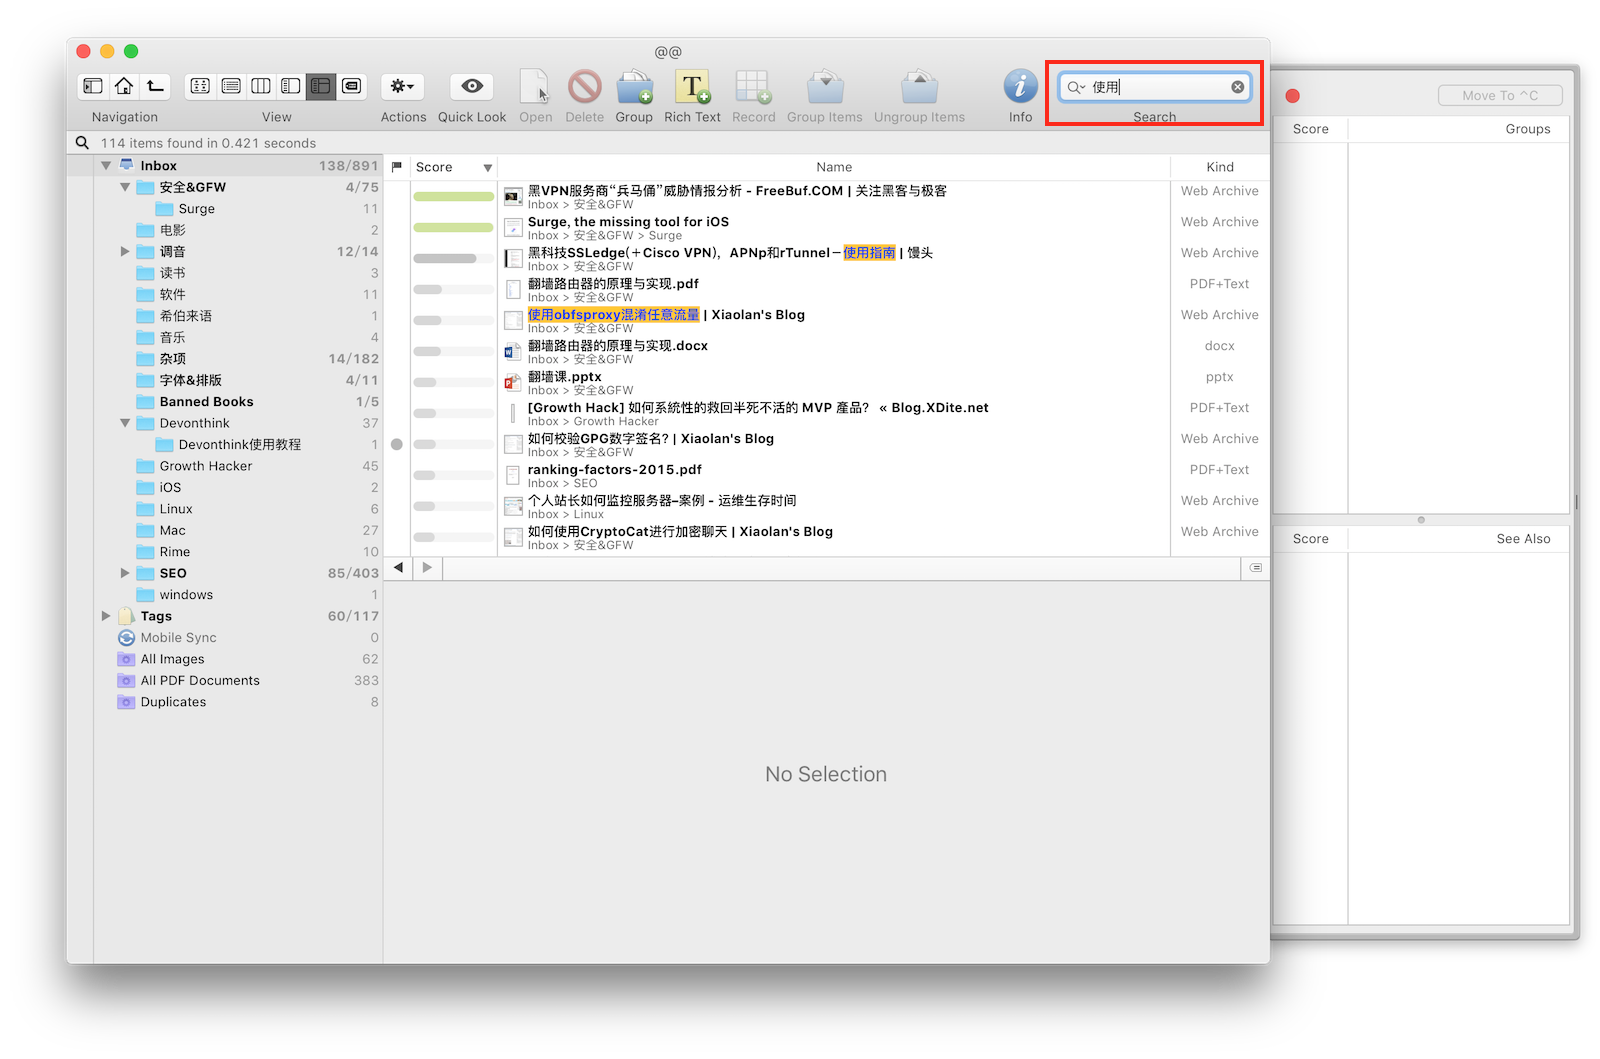 @@
使用
Navigation
View
Actions
Quick Look
Open
Delete
Group
Rich Text
Record
Group Items
Ungroup Items
Info
Search
114 items found in 0.421 seconds
Inbox 138/891
安全&GFW 4/75
Surge 11
电影 2
调音 12/14
读书 3
软件 11
希伯来语 1
音乐 4
杂项 14/182
字体&排版 4/11
Banned Books 1/5
Devonthink 37
Devonthink使用教程 1
Growth Hacker 45
iOS 2
Linux 6
Mac 27
Rime 10
SEO 85/403
windows 1
Tags 60/117
Mobile Sync 0
All Images 62
All PDF Documents 383
Duplicates 8
Score Name Kind
黑VPN服务商“兵马俑”威胁情报分析 - FreeBuf.COM | 关注黑客与极客 Web Archive
Inbox > 安全&GFW
Surge, the missing tool for iOS Web Archive
Inbox > 安全&GFW > Surge
黑科技SSLedge(＋Cisco VPN)，APNp和rTunnel－使用指南 | 馒头 Web Archive
Inbox > 安全&GFW
翻墙路由器的原理与实现.pdf PDF+Text
Inbox > 安全&GFW
使用obfsproxy混淆任意流量 | Xiaolan's Blog Web Archive
Inbox > 安全&GFW
翻墙路由器的原理与实现.docx docx
Inbox > 安全&GFW
翻墙课.pptx pptx
Inbox > 安全&GFW
[Growth Hack] 如何系統性的救回半死不活的 MVP 產品? « Blog.XDite.net PDF+Text
Inbox > Growth Hacker
如何校验GPG数字签名? | Xiaolan's Blog Web Archive
Inbox > 安全&GFW
ranking-factors-2015.pdf PDF+Text
Inbox > SEO
个人站长如何监控服务器–案例 - 运维生存时间 Web Archive
Inbox > Linux
如何使用CryptoCat进行加密聊天 | Xiaolan's Blog Web Archive
Inbox > 安全&GFW
No Selection
Move To ^C
Score Groups
Score See Also